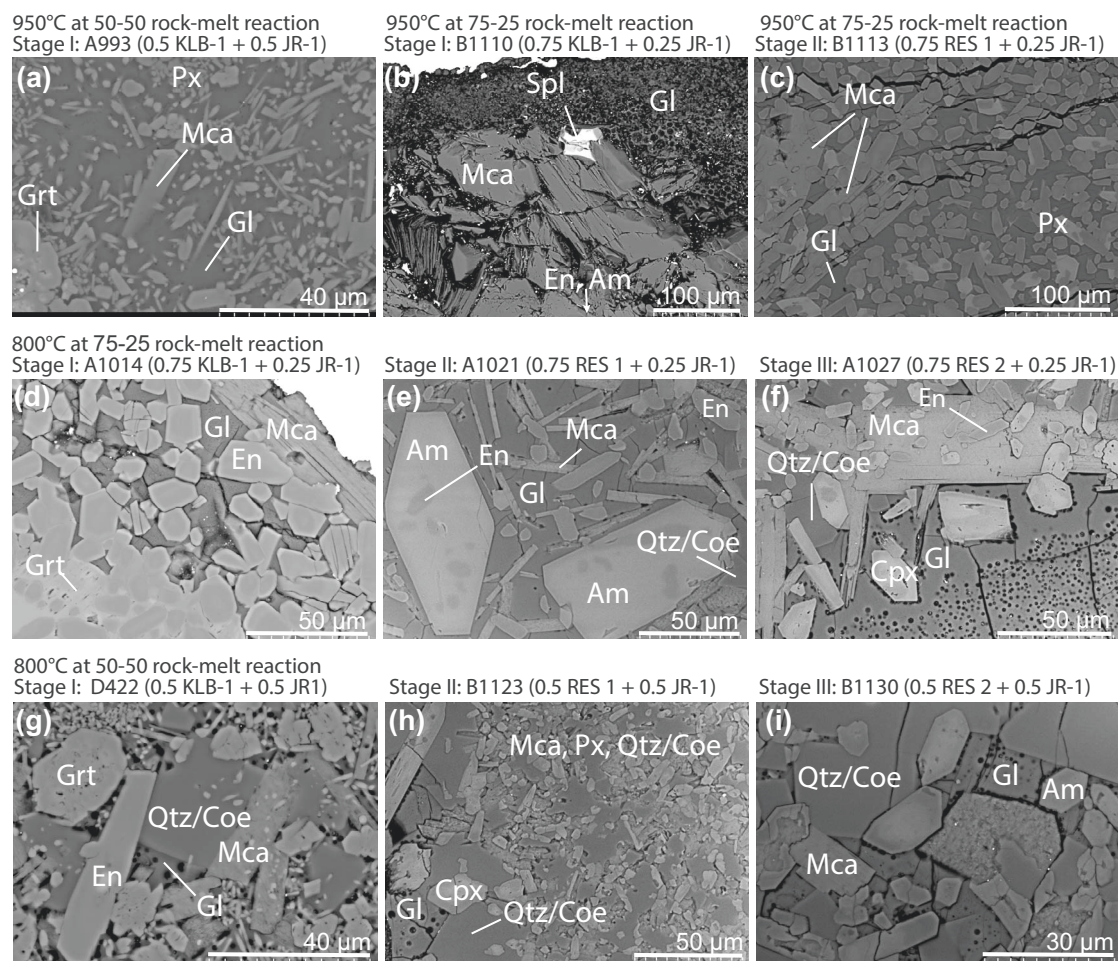 950°C at 50-50 rock-melt reaction
Stage I: A993 (0.5 KLB-1 + 0.5 JR-1)
(a)
Px
Mca
Grt
Gl
40 µm
950°C at 75-25 rock-melt reaction
Stage I: B1110 (0.75 KLB-1 + 0.25 JR-1)
(b)
Spl
Gl
Mca
En, Am
100 µm
950°C at 75-25 rock-melt reaction
Stage II: B1113 (0.75 RES 1 + 0.25 JR-1)
(c)
Mca
Gl
Px
100 µm
800°C at 75-25 rock-melt reaction
Stage I: A1014 (0.75 KLB-1 + 0.25 JR-1)
(d)
Gl
Mca
En
Grt
50 µm
Stage II: A1021 (0.75 RES 1 + 0.25 JR-1)
(e)
En
Am
Mca
En
Gl
Qtz/Coe
Am
50 µm
Stage III: A1027 (0.75 RES 2 + 0.25 JR-1)
(f)
En
Mca
Qtz/Coe
Cpx
Gl
50 µm
800°C at 50-50 rock-melt reaction
Stage I: D422 (0.5 KLB-1 + 0.5 JR1)
(g)
Grt
Qtz/Coe
Mca
En
Gl
40 µm
Stage II: B1123 (0.5 RES 1 + 0.5 JR-1)
(h)
Mca, Px, Qtz/Coe
Cpx
Gl
Qtz/Coe
50 µm
Stage III: B1130 (0.5 RES 2 + 0.5 JR-1)
(i)
Qtz/Coe
Gl
Am
Mca
30 µm